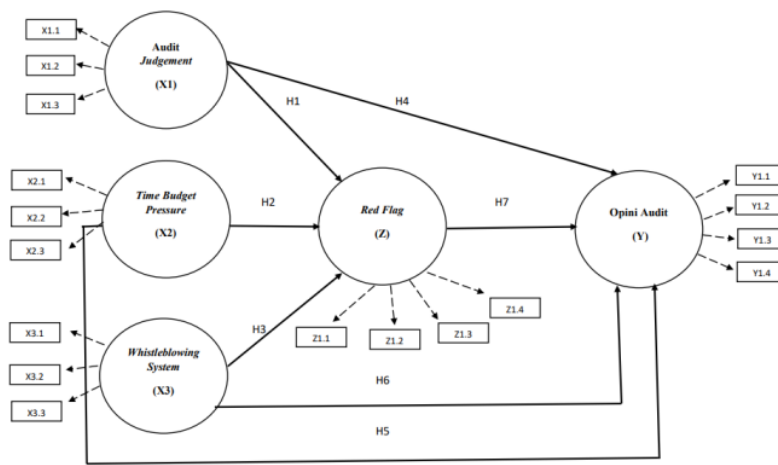 X1.1
X1.2
X1.3
Audit
Judgement
(X1)
H1
H4
X2.1
X2.2
X2.3
Time Budget
Pressure
(X2)
H2
Red Flag
(Z)
H7
Opini Audit
(Y)
Y1.1
Y1.2
Y1.3
Y1.4
Z1.1
Z1.2
Z1.3
Z1.4
H3
X3.1
X3.2
X3.3
Whistleblowing
System
(X3)
H6
H5